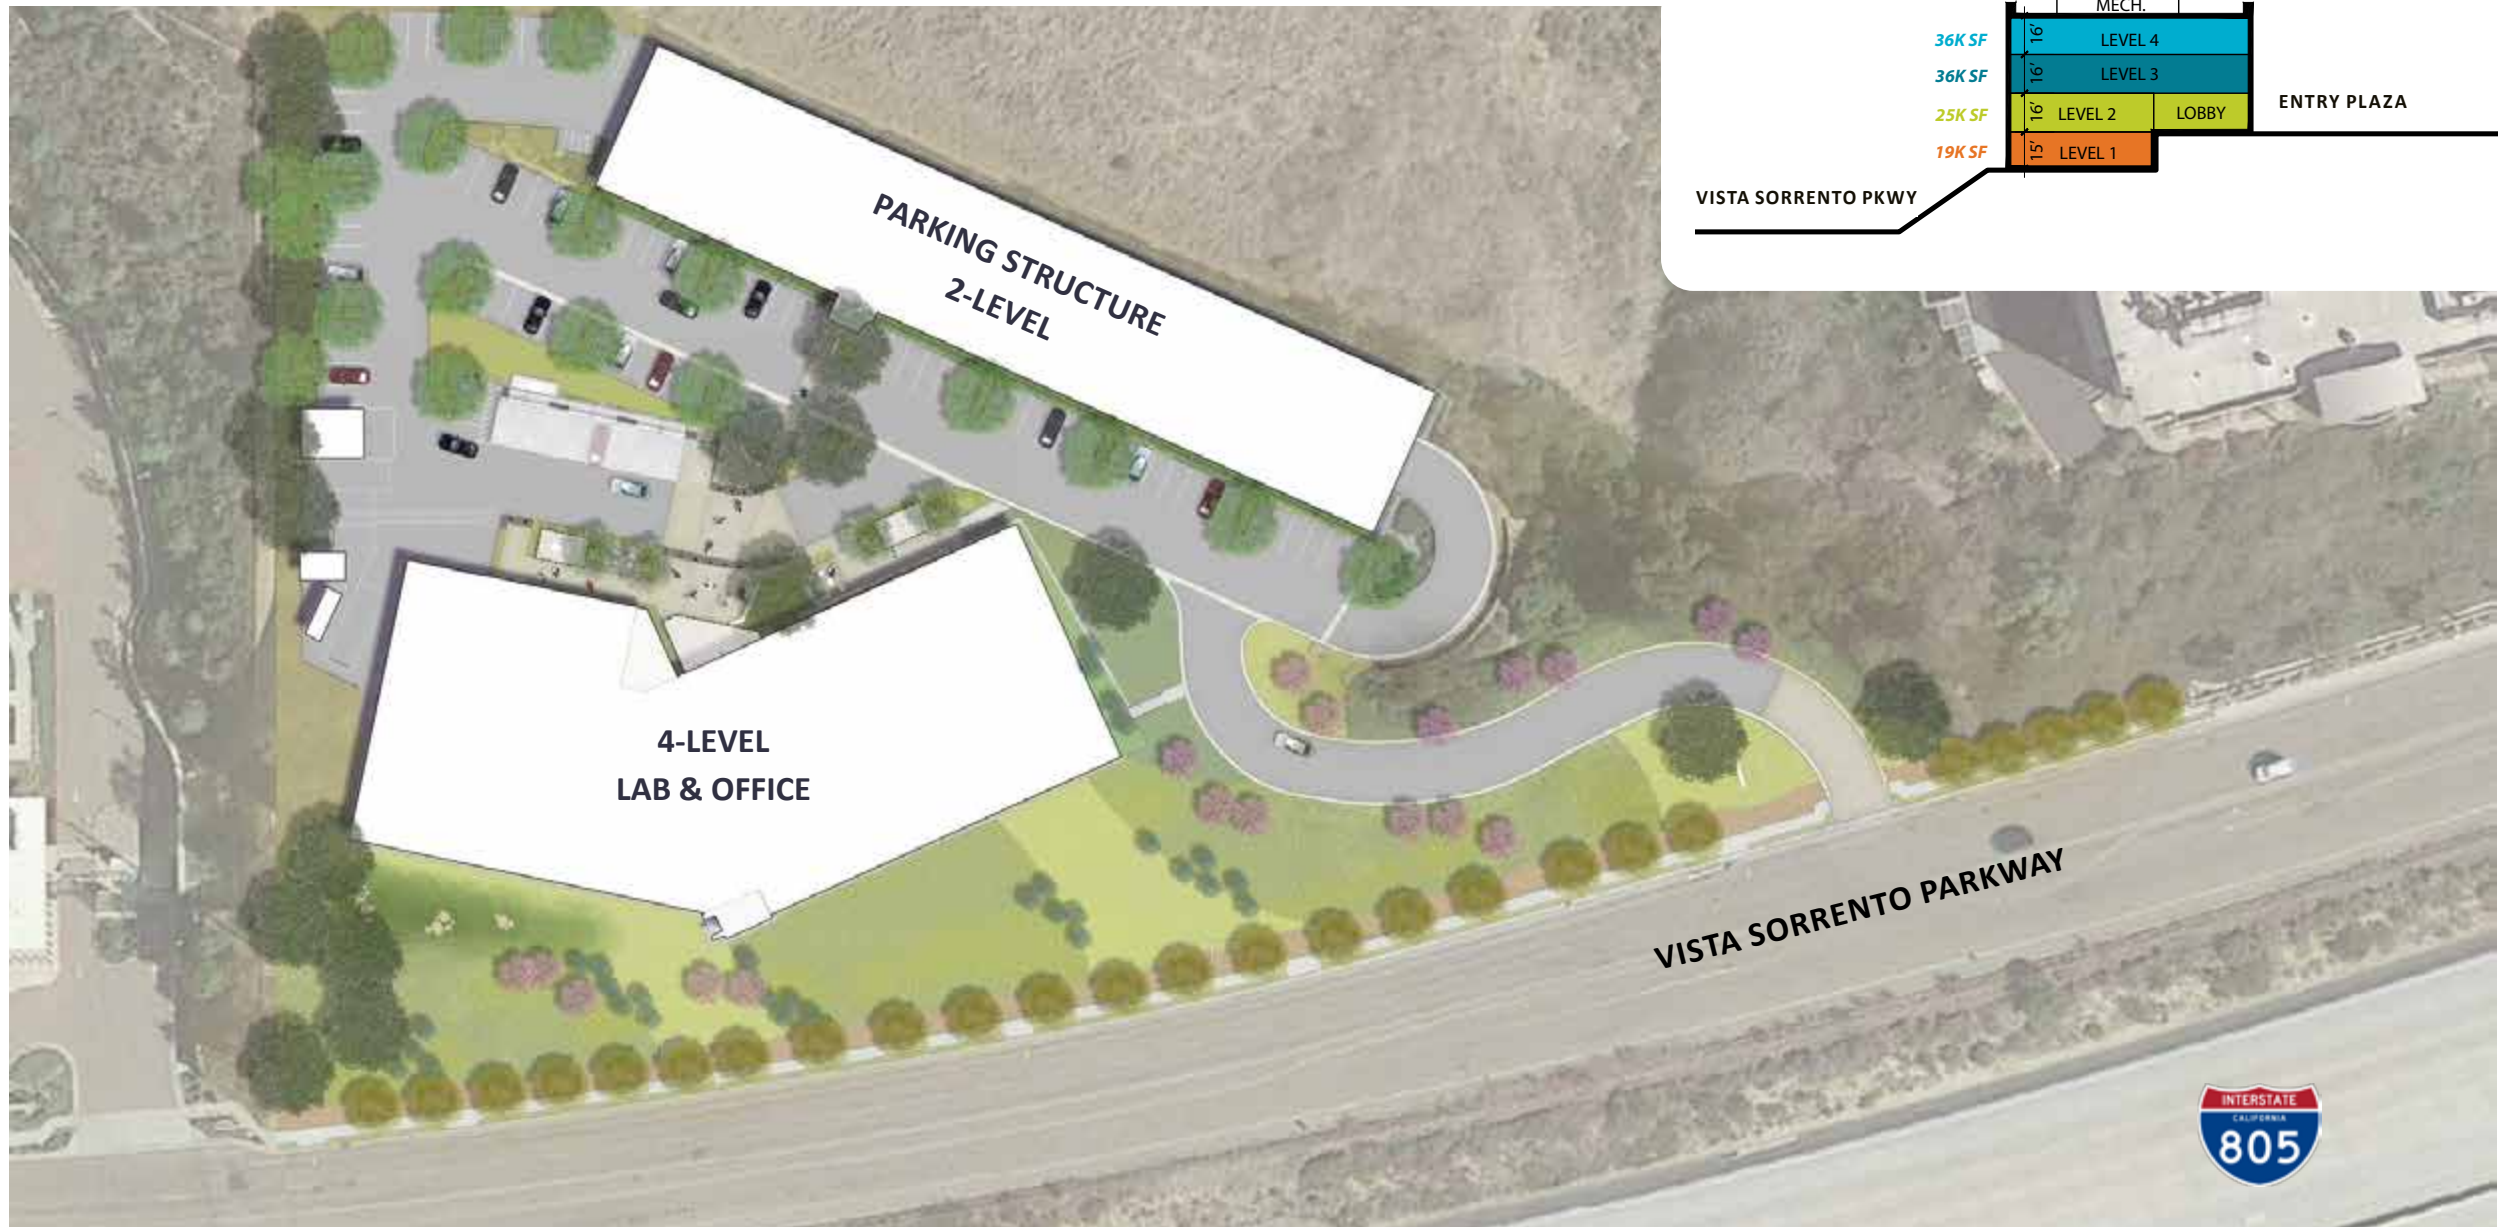 MECH.
36K SF
16'
LEVEL 4
36K SF
16'
LEVEL 3
25K SF
16'
LEVEL 2
LOBBY
ENTRY PLAZA
19K SF
15'
LEVEL 1
VISTA SORRENTO PKWY
PARKING STRUCTURE
2-LEVEL
4-LEVEL
LAB & OFFICE
VISTA SORRENTO PARKWAY
INTERSTATE
CALIFORNIA
805